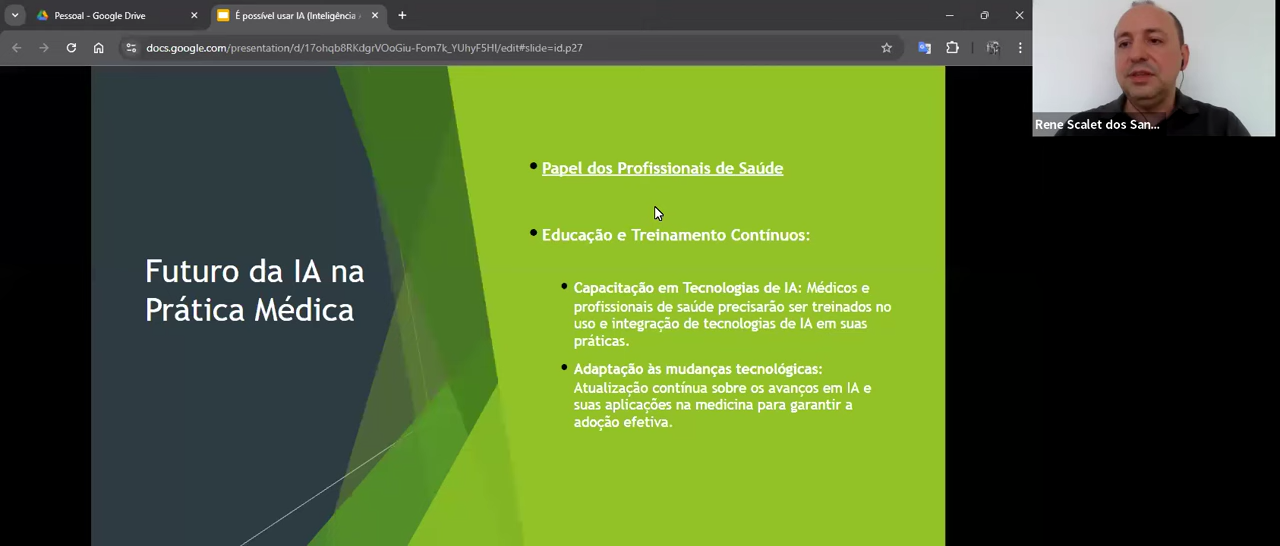 Pessoal - Google Drive
É possível usar IA (Inteligência
docs.google.com/presentation/d/17ohqb8RKdgrVOoGiu-Fom7k_YUhyF5HI/edit#slide=id.p27
Rene Scalet dos San...
Futuro da IA na
Prática Médica
Papel dos Profissionais de Saúde
Educação e Treinamento Contínuos:
Capacitação em Tecnologias de IA: Médicos e
profissionais de saúde precisarão ser treinados no
uso e integração de tecnologias de IA em suas
práticas.
Adaptação às mudanças tecnológicas:
Atualização contínua sobre os avanços em IA e
suas aplicações na medicina para garantir a
adoção efetiva.